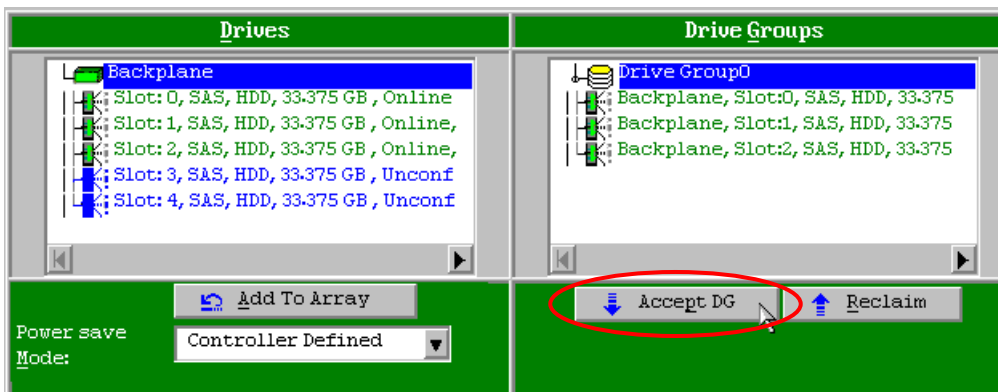 Drives
Backplane
Slot: 0, SAS, HDD, 33.375 GB , Online
Slot: 1, SAS, HDD, 33.375 GB , Online,
Slot: 2, SAS, HDD, 33.375 GB , Online,
Slot: 3, SAS, HDD, 33.375 GB , Unconf
Slot: 4, SAS, HDD, 33.375 GB , Unconf
Add To Array
Power save
Mode:
Controller Defined
Drive Groups
Drive Group0
Backplane, Slot:0, SAS, HDD, 33.375
Backplane, Slot:1, SAS, HDD, 33.375
Backplane, Slot:2, SAS, HDD, 33.375
Accept DG
Reclaim